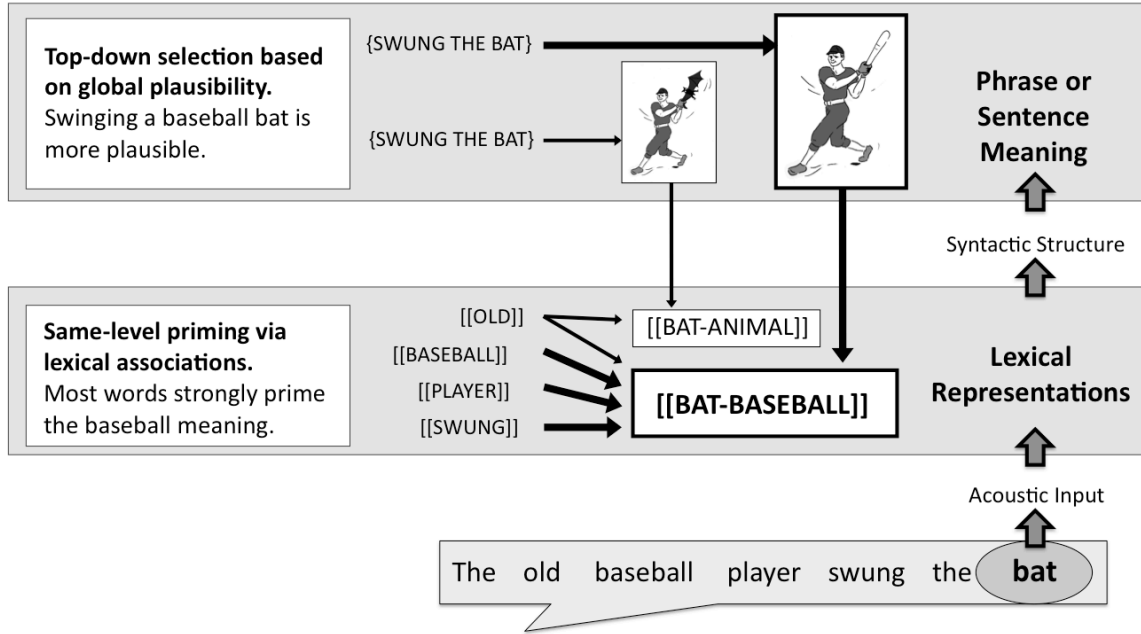 Top-down selection based
on global plausibility.
Swinging a baseball bat is
more plausible.
{SWUNG THE BAT}
{SWUNG THE BAT}
Phrase or
Sentence
Meaning
Syntactic Structure
Same-level priming via
lexical associations.
Most words strongly prime
the baseball meaning.
[[OLD]]
[[BASEBALL]]
[[PLAYER]]
[[SWUNG]]
[[BAT-ANIMAL]]
[[BAT-BASEBALL]]
Lexical
Representations
Acoustic Input
The old baseball player swung the bat